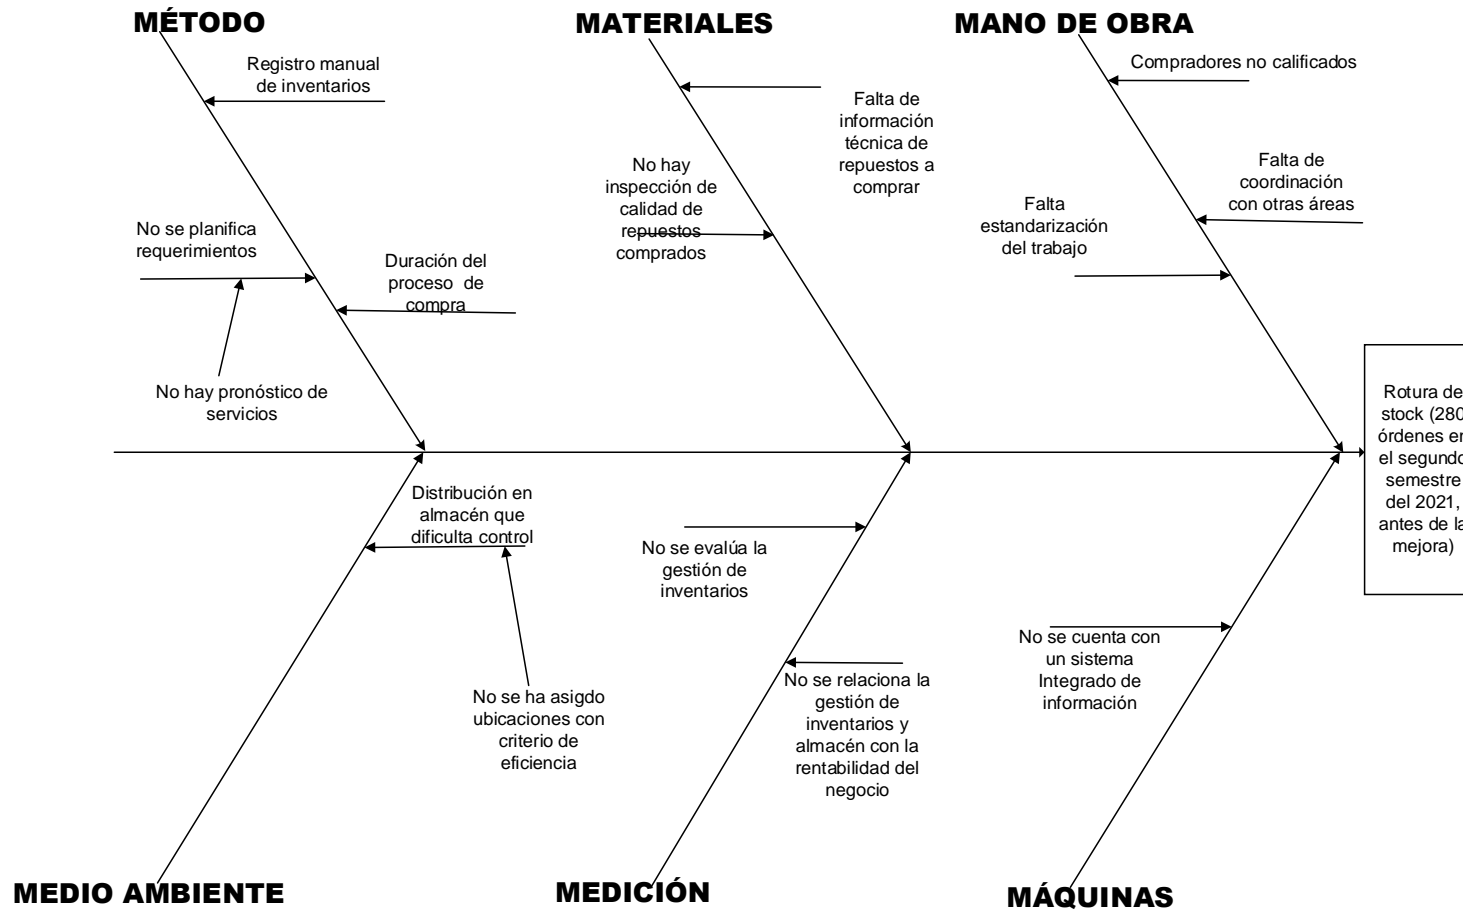 MÉTODO
MATERIALES
MANO DE OBRA
Registro manual
de inventarios
Compradores no calificados
Falta de
información
técnica de
repuestos a
comprar
No hay
inspección de
calidad de
repuestos
comprados
Falta de
coordinación
con otras áreas
Falta
estandarización
del trabajo
No se planifica
requerimientos
Duración del
proceso de
compra
No hay pronóstico de
servicios
Rotura de
stock (280
órdenes en
el segundo
semestre
del 2021,
antes de la
mejora)
Distribución en
almacén que
dificulta control
No se evalúa la
gestión de
inventarios
No se ha asigdo
ubicaciones con
criterio de
eficiencia
No se relaciona la
gestión de
inventarios y
almacén con la
rentabilidad del
negocio
No se cuenta con
un sistema
Integrado de
información
MEDIO AMBIENTE
MEDICIÓN
MÁQUINAS